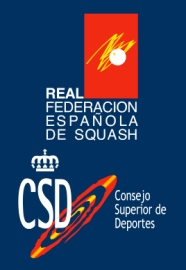 REAL
FEDERACION
ESPAÑOLA
DE SQUASH
CSD
Consejo
Superior de
Deportes